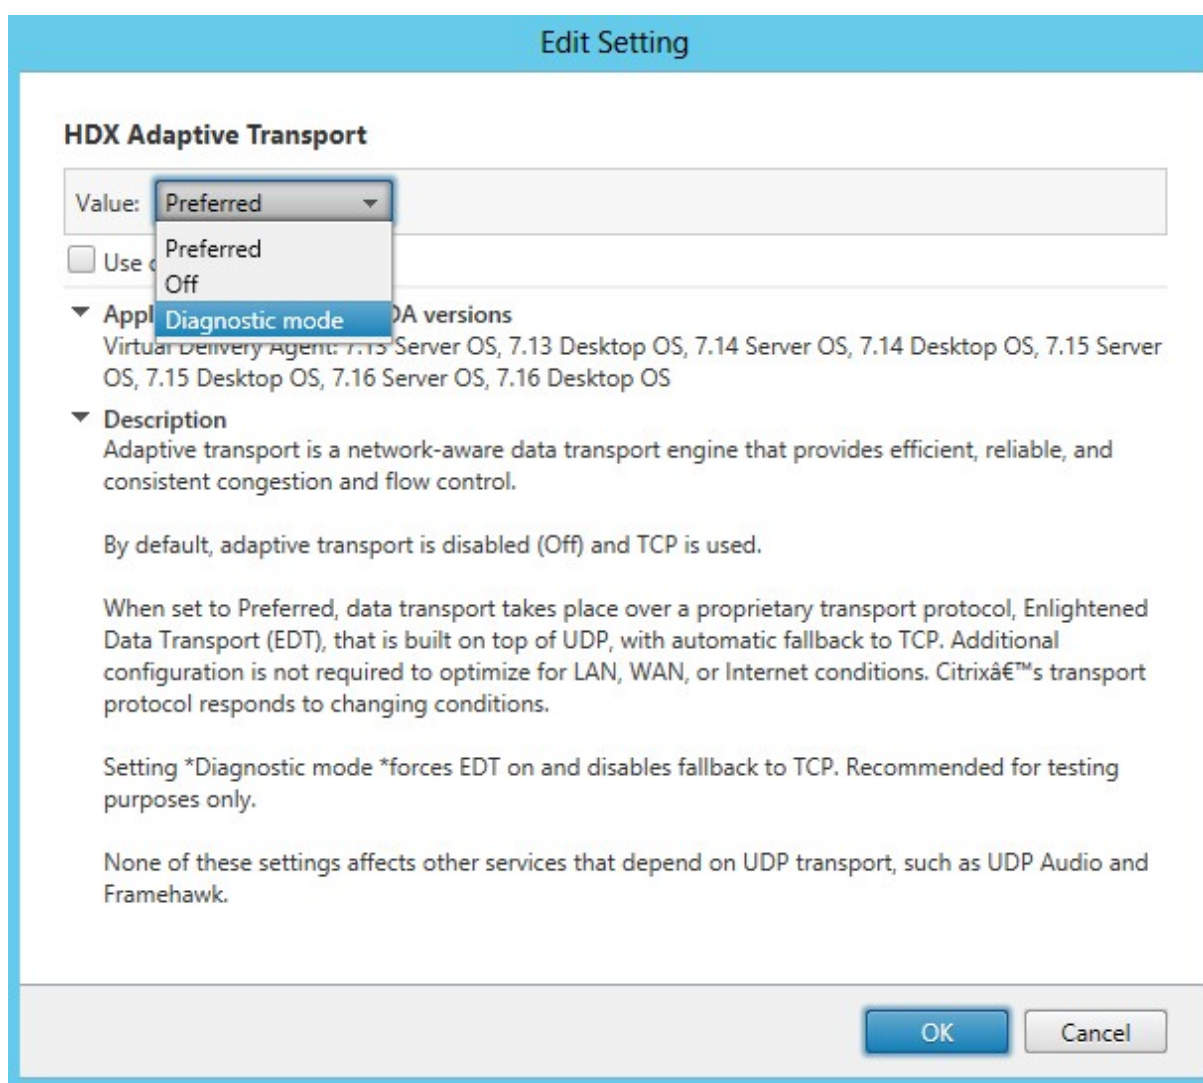 Edit Setting
HDX Adaptive Transport
Value: Preferred
Preferred
Use
Off
Diagnostic mode
Appl DA versions
Virtual Delivery Agent: 7.13 Server OS, 7.13 Desktop OS, 7.14 Server OS, 7.14 Desktop OS, 7.15 Server
OS, 7.15 Desktop OS, 7.16 Server OS, 7.16 Desktop OS
Description
Adaptive transport is a network-aware data transport engine that provides efficient, reliable, and
consistent congestion and flow control.
By default, adaptive transport is disabled (Off) and TCP is used.
When set to Preferred, data transport takes place over a proprietary transport protocol, Enlightened
Data Transport (EDT), that is built on top of UDP, with automatic fallback to TCP. Additional
configuration is not required to optimize for LAN, WAN, or Internet conditions. Citrixâ€™s transport
protocol responds to changing conditions.
Setting *Diagnostic mode *forces EDT on and disables fallback to TCP. Recommended for testing
purposes only.
None of these settings affects other services that depend on UDP transport, such as UDP Audio and
Framehawk.
OK
Cancel